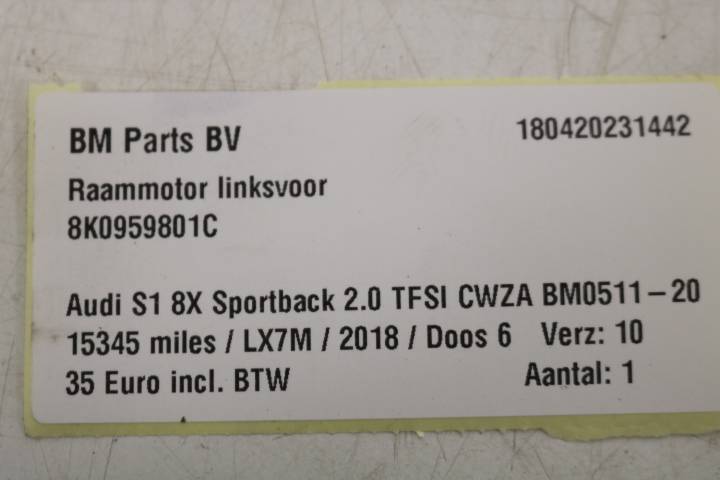 BM Parts BV 180420231442
Raammotor linksvoor
8K0959801C
Audi S1 8X Sportback 2.0 TFSI CWZA BM0511-20
15345 miles / LX7M / 2018 / Doos 6 Verz: 10
35 Euro incl. BTW Aantal: 1